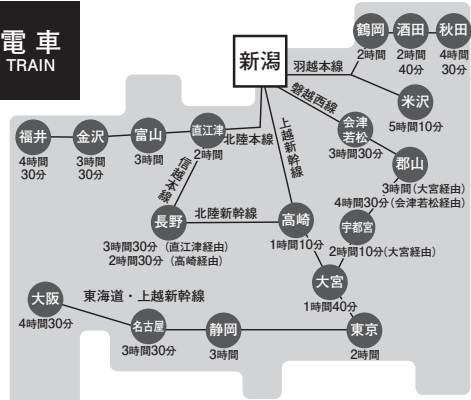 電車
TRAIN
鶴岡
2時間
酒田
2時間
40分
秋田
4時間
30分
新潟
羽越本線
米沢
5時間10分
磐越西線
会津
若松
3時間30分
上越新幹線
福井
4時間
30分
金沢
3時間
30分
富山
3時間
直江津
2時間
北陸本線
信越本線
郡山
3時間(大宮経由)
4時間30分(会津若松経由)
長野
北陸新幹線
3時間30分（直江津経由）
2時間30分（高崎経由）
高崎
1時間10分
宇都宮
2時間10分(大宮経由)
大宮
1時間40分
大阪
4時間30分
東海道・上越新幹線
名古屋
3時間30分
静岡
3時間
東京
2時間